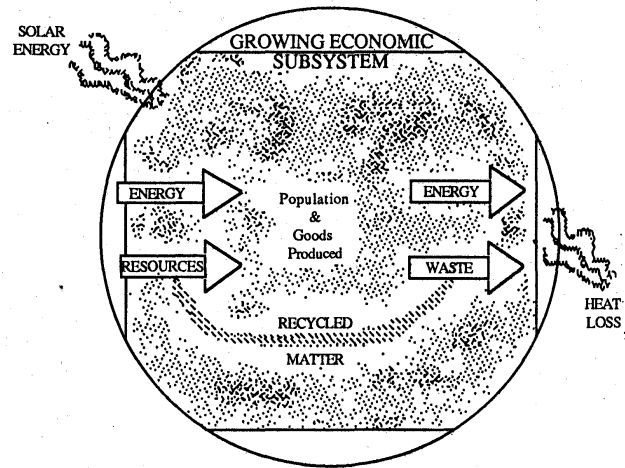 SOLAR
ENERGY
GROWING ECONOMIC
SUBSYSTEM
ENERGY
ENERGY
Population
&
Goods
Produced
RESOURCES
WASTE
HEAT
LOSS
RECYCLED
MATTER